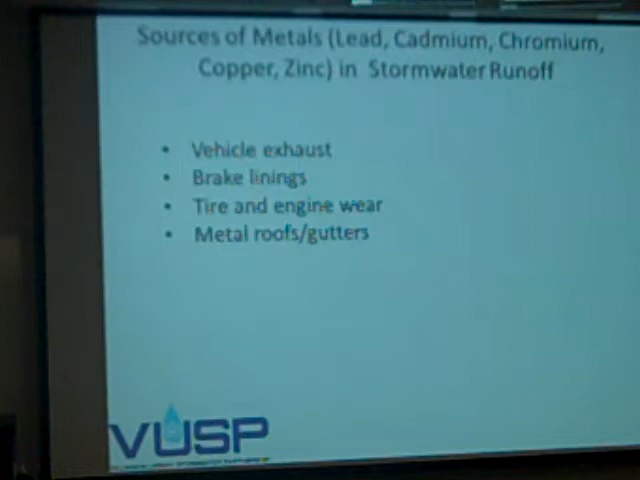 Sources of Metals (Lead, Cadmium, Chromium,
Copper, Zinc) in Stormwater Runoff
• Vehicle exhaust
• Brake linings
• Tire and engine wear
• Metal roofs/gutters
VUSP